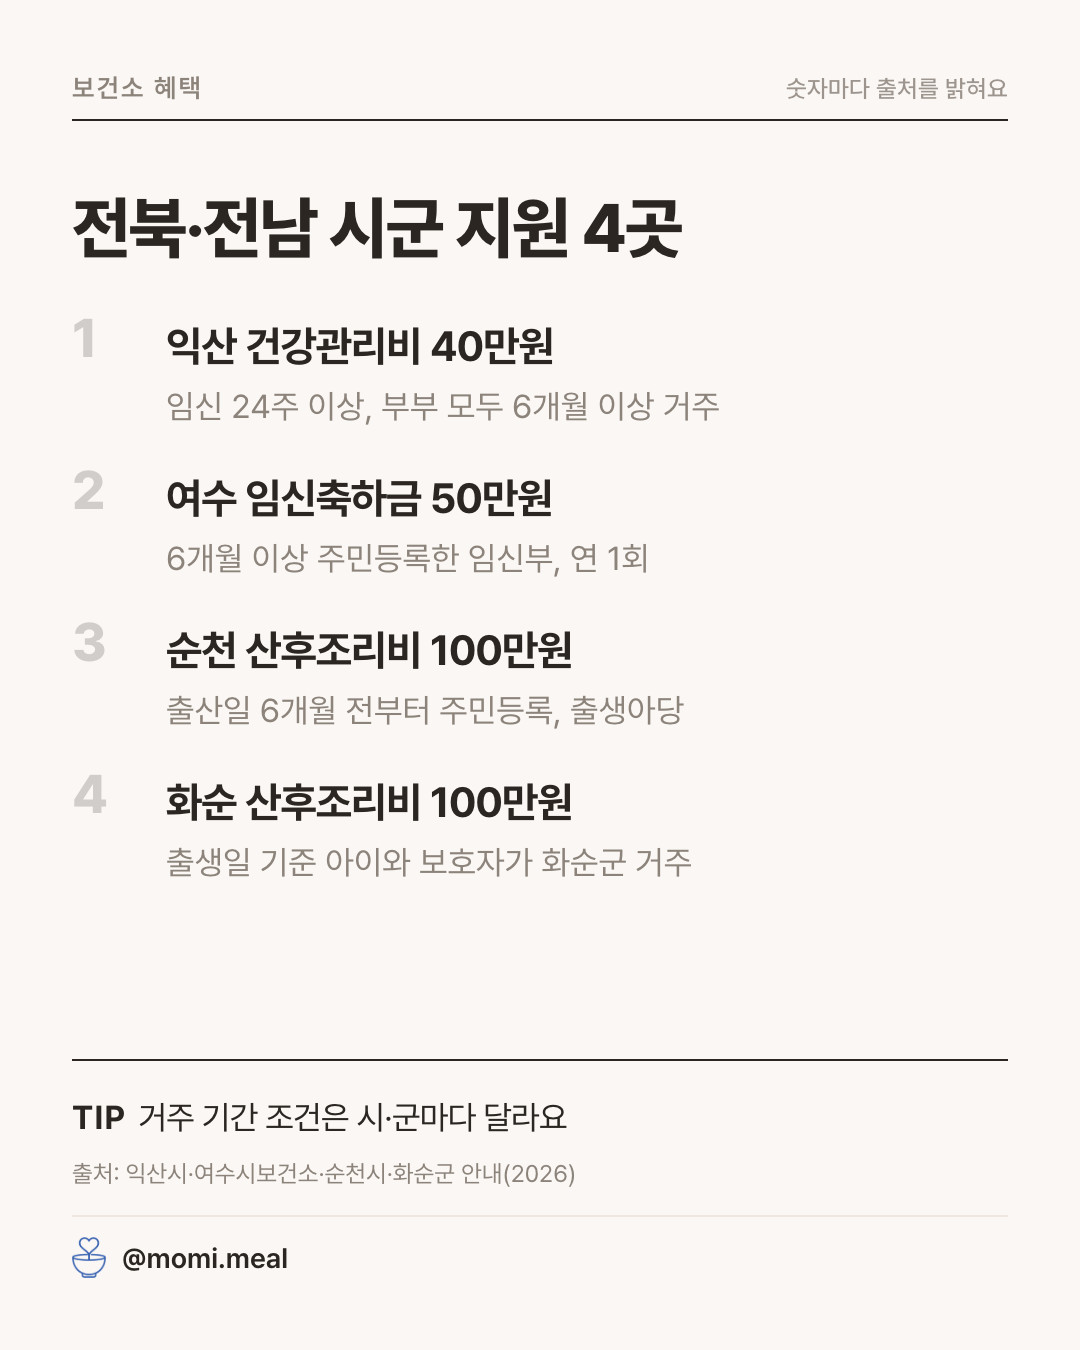 보건소 혜택
숫자마다 출처를 밝혀요
전북·전남 시군 지원 4곳
1
익산 건강관리비 40만원
임신 24주 이상, 부부 모두 6개월 이상 거주
2
여수 임신축하금 50만원
6개월 이상 주민등록한 임신부, 연 1회
3
순천 산후조리비 100만원
출산일 6개월 전부터 주민등록, 출생아당
4
화순 산후조리비 100만원
출생일 기준 아이와 보호자가 화순군 거주
TIP 거주 기간 조건은 시·군마다 달라요
출처: 익산시·여수시보건소·순천시·화순군 안내(2026)
@momi.meal